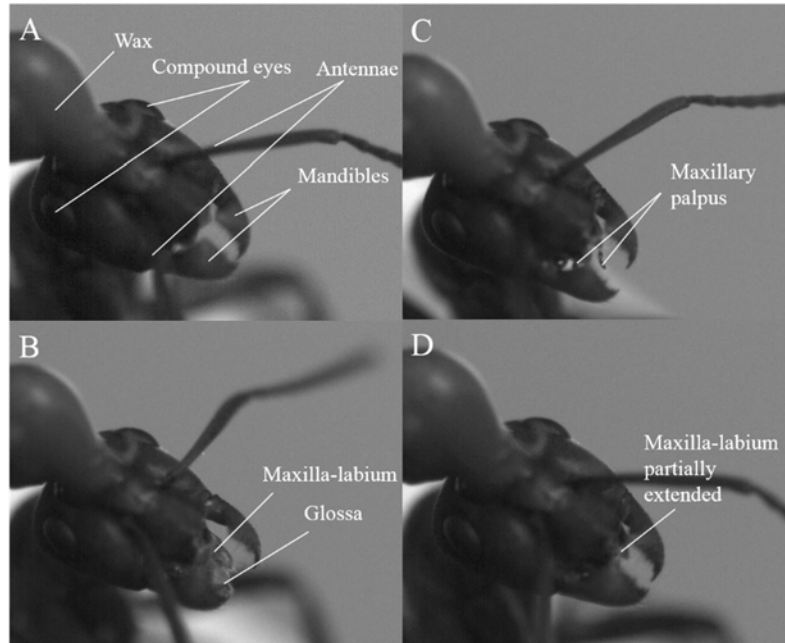 A
Wax
Compound eyes
Antennae
Mandibles
C
Maxillary
palpus
B
Maxilla-labium
Glossa
D
Maxilla-labium
partially
extended